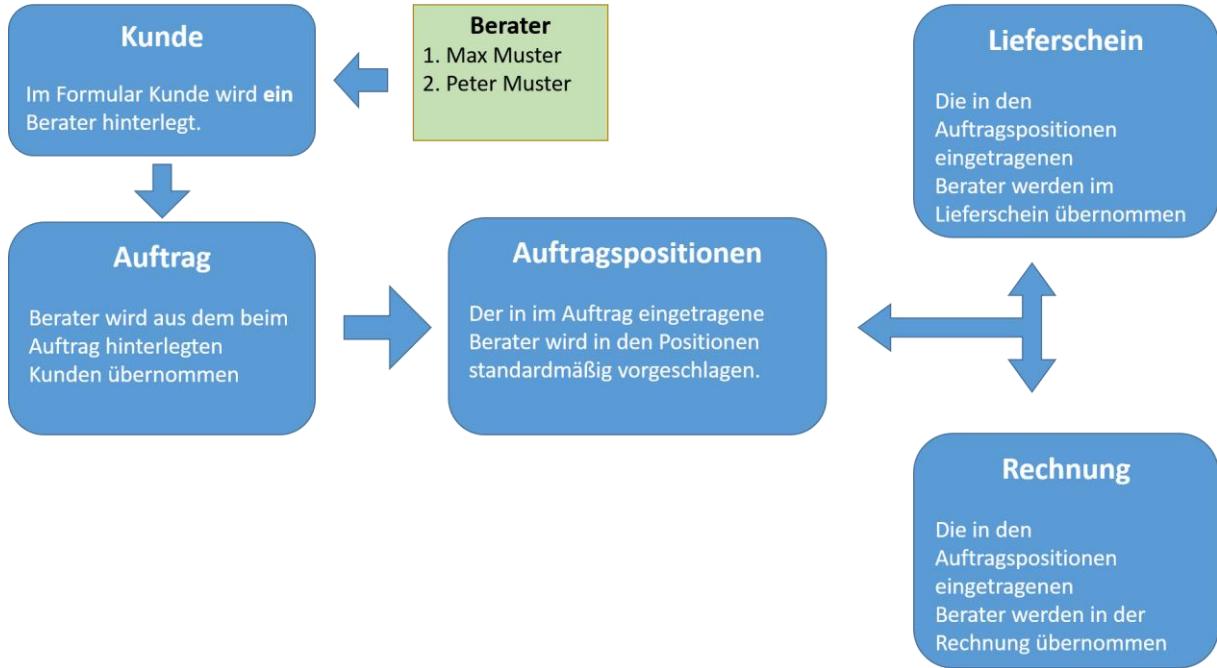 Kunde
Im Formular Kunde wird ein
Berater hinterlegt.
Berater
1. Max Muster
2. Peter Muster
Lieferschein
Die in den
Auftragspositionen
eingetragenen
Berater werden im
Lieferschein übernommen
Auftrag
Berater wird aus dem beim
Auftrag hinterlegten
Kunden übernommen
Auftragspositionen
Der in im Auftrag eingetragene
Berater wird in den Positionen
standardmäßig vorgeschlagen.
Rechnung
Die in den
Auftragspositionen
eingetragenen
Berater werden in der
Rechnung übernommen